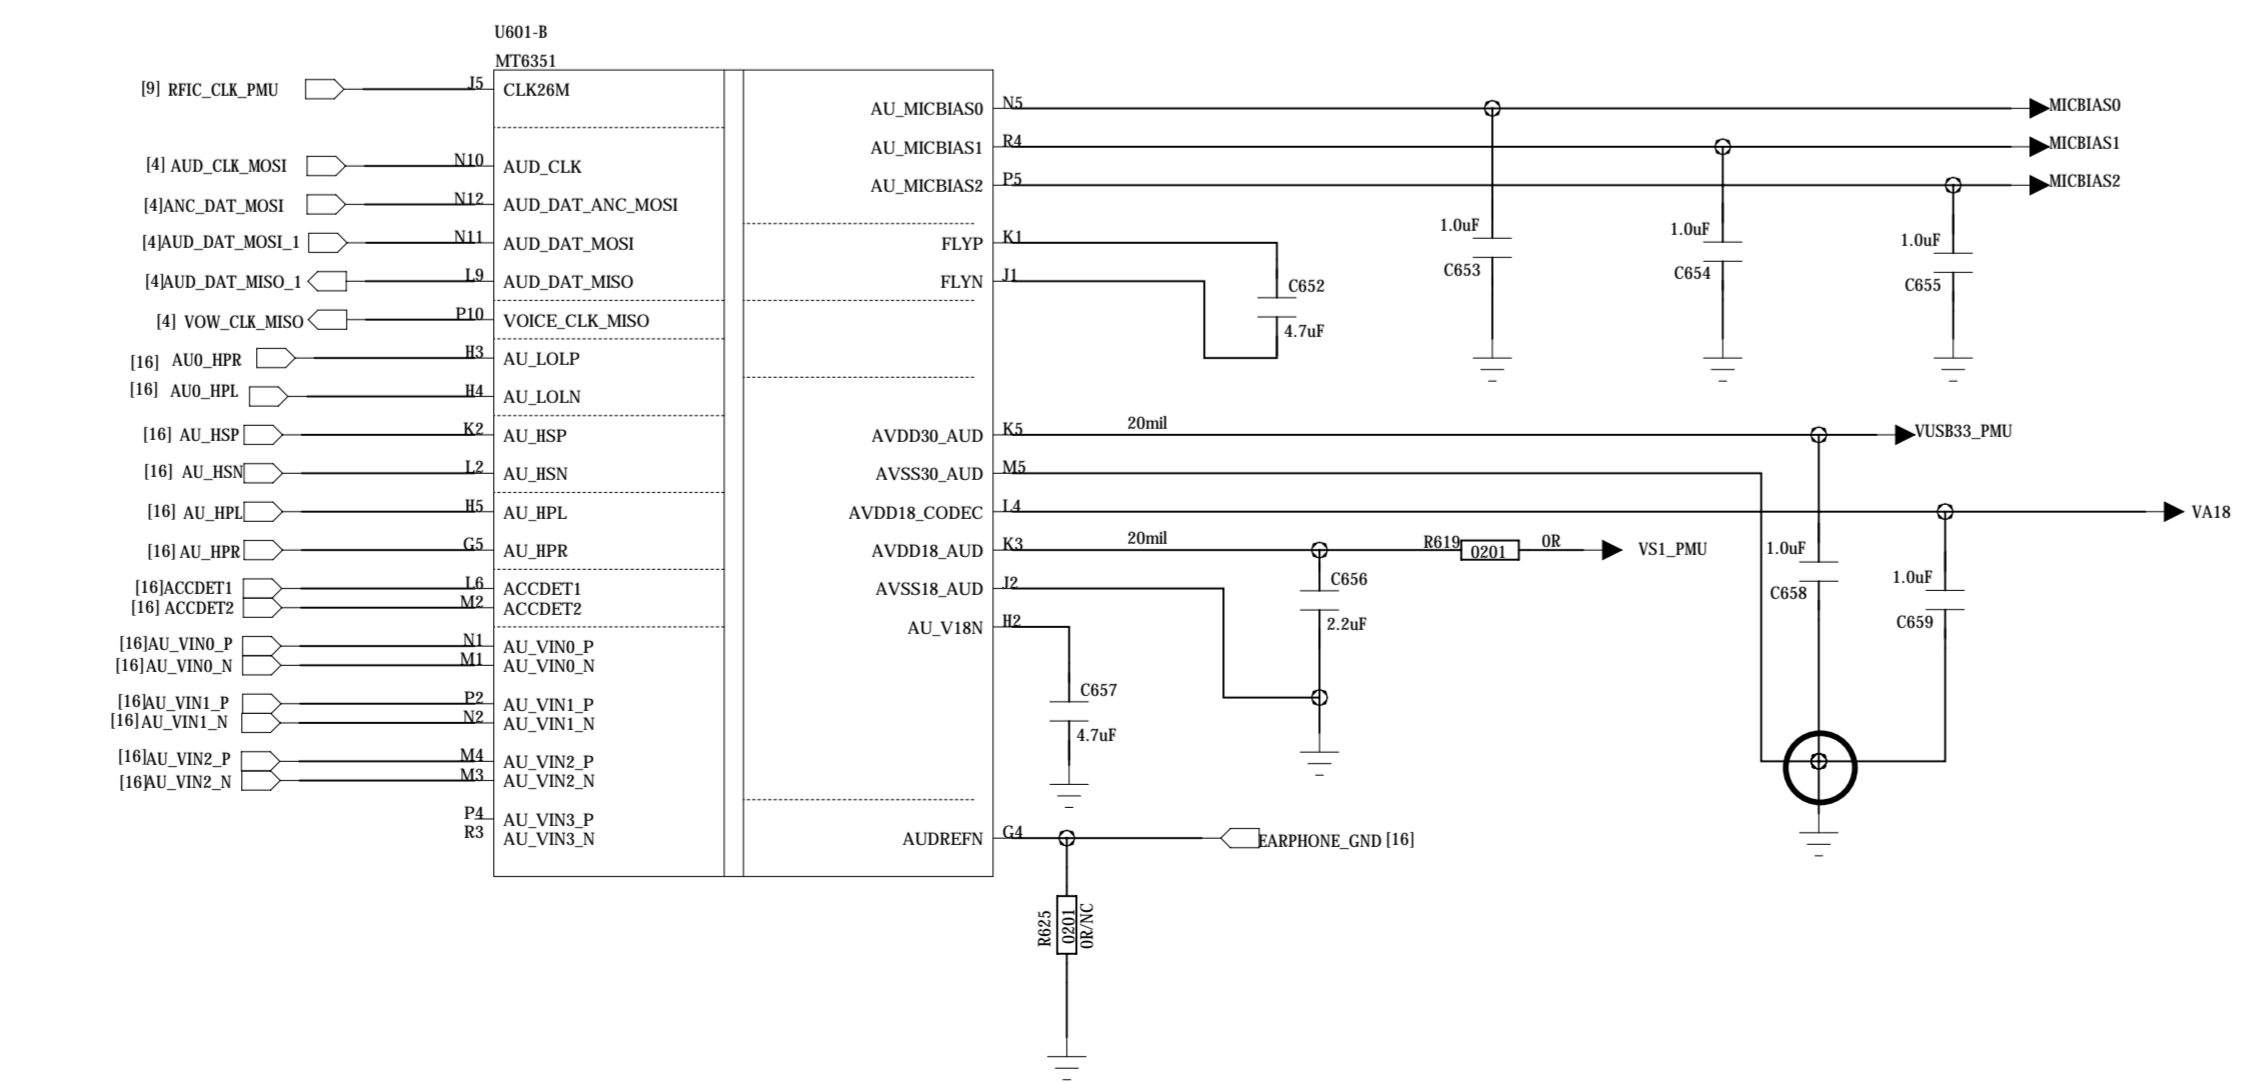 U601-B
MT6351
[9] RFIC_CLK_PMU
J5
CLK26M
[4] AUD_CLK_MOSI
N10
AUD_CLK
[4]ANC_DAT_MOSI
N12
AUD_DAT_ANC_MOSI
[4]AUD_DAT_MOSI_1
N11
AUD_DAT_MOSI
[4]AUD_DAT_MISO_1
L9
AUD_DAT_MISO
[4] VOW_CLK_MISO
P10
VOICE_CLK_MISO
[16] AU0_HPR
H3
AU_LOLP
[16] AU0_HPL
H4
AU_LOLN
[16] AU_HSP
K2
AU_HSP
[16] AU_HSN
L2
AU_HSN
[16] AU_HPL
H5
AU_HPL
[16] AU_HPR
G5
AU_HPR
[16]ACCDET1
L6
ACCDET1
[16] ACCDET2
M2
ACCDET2
[16]AU_VIN0_P
N1
AU_VIN0_P
[16]AU_VIN0_N
M1
AU_VIN0_N
[16]AU_VIN1_P
P2
AU_VIN1_P
[16]AU_VIN1_N
N2
AU_VIN1_N
[16]AU_VIN2_P
M4
AU_VIN2_P
[16]AU_VIN2_N
M3
AU_VIN2_N
P4
AU_VIN3_P
R3
AU_VIN3_N
AU_MICBIAS0
N5
MICBIAS0
AU_MICBIAS1
R4
MICBIAS1
AU_MICBIAS2
P5
MICBIAS2
1.0uF
C653
1.0uF
C654
1.0uF
C655
FLYP
K1
FLYN
J1
C652
4.7uF
AVDD30_AUD
K5
20mil
VUSB33_PMU
AVSS30_AUD
M5
AVDD18_CODEC
L4
VA18
AVDD18_AUD
K3
20mil
R619
0201
0R
VS1_PMU
AVSS18_AUD
J2
C656
2.2uF
1.0uF
C658
1.0uF
C659
AU_V18N
H2
C657
4.7uF
AUDREFN
G4
EARPHONE_GND [16]
R625
0201
0R/NC